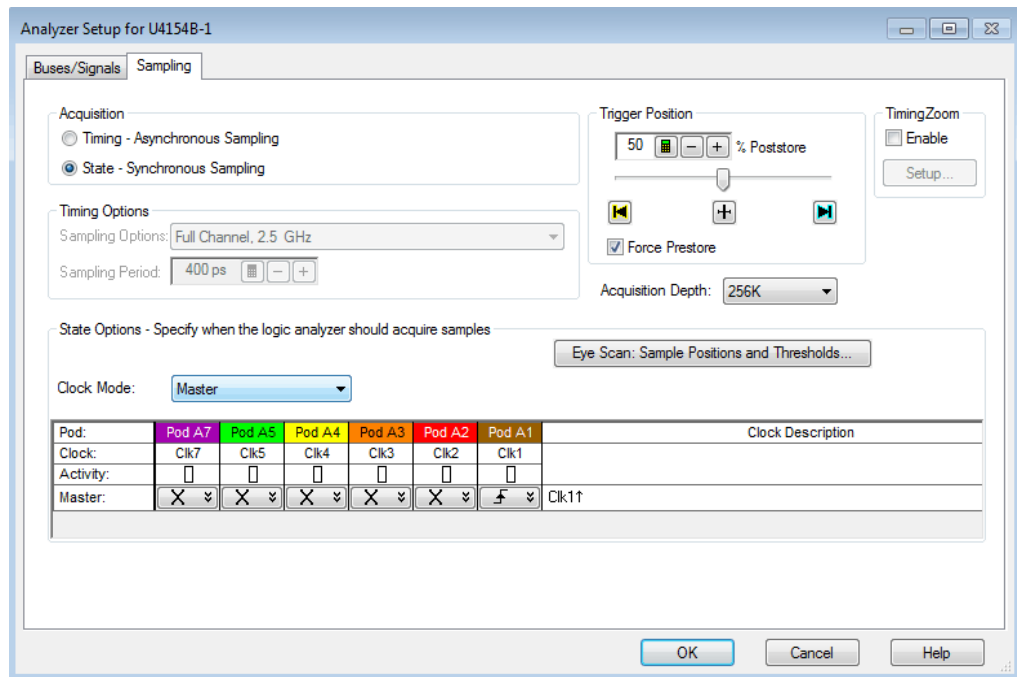 Analyzer Setup for U4154B-1
Buses/Signals Sampling
Acquisition
Timing - Asynchronous Sampling
State - Synchronous Sampling
Timing Options
Sampling Options: Full Channel, 2.5 GHz
Sampling Period: 400 ps
Trigger Position
50 % Poststore
Force Prestore
TimingZoom
Enable
Setup...
Acquisition Depth: 256K
State Options - Specify when the logic analyzer should acquire samples
Eye Scan: Sample Positions and Thresholds...
Clock Mode: Master
Pod: Pod A7 Pod A5 Pod A4 Pod A3 Pod A2 Pod A1 Clock Description
Clock: Clk7 Clk5 Clk4 Clk3 Clk2 Clk1
Activity:
Master: X X X X X Clk1↑
OK Cancel Help